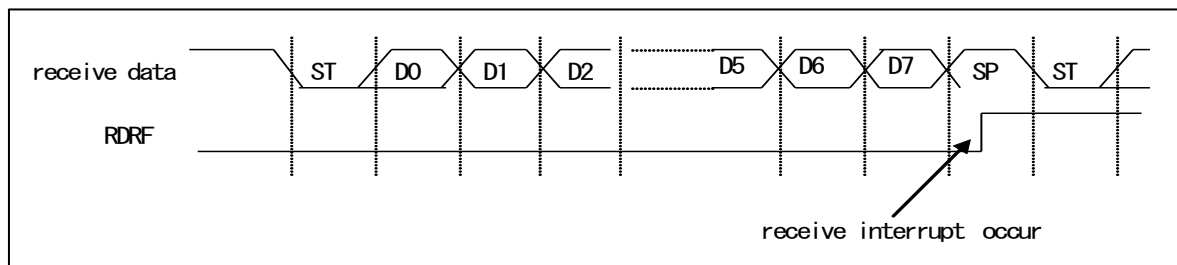 receive data ST D0 D1 D2 D5 D6 D7 SP ST
RDRF
receive interrupt occur